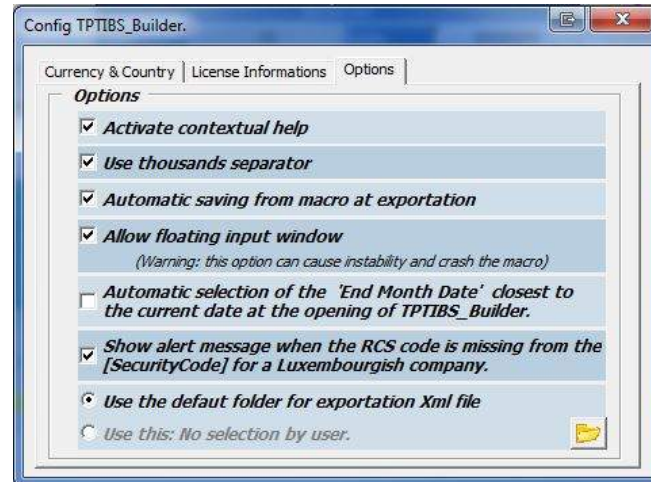 Config TPTIBS_Builder.
Currency & Country
License Informations
Options
Options
Activate contextual help
Use thousands separator
Automatic saving from macro at exportation
Allow floating input window
(Warning: this option can cause instability and crash the macro)
Automatic selection of the 'End Month Date' closest to
the current date at the opening of TPTIBS_Builder.
Show alert message when the RCS code is missing from the
[SecurityCode] for a Luxembourgish company.
Use the defaut folder for exportation Xml file
Use this: No selection by user.